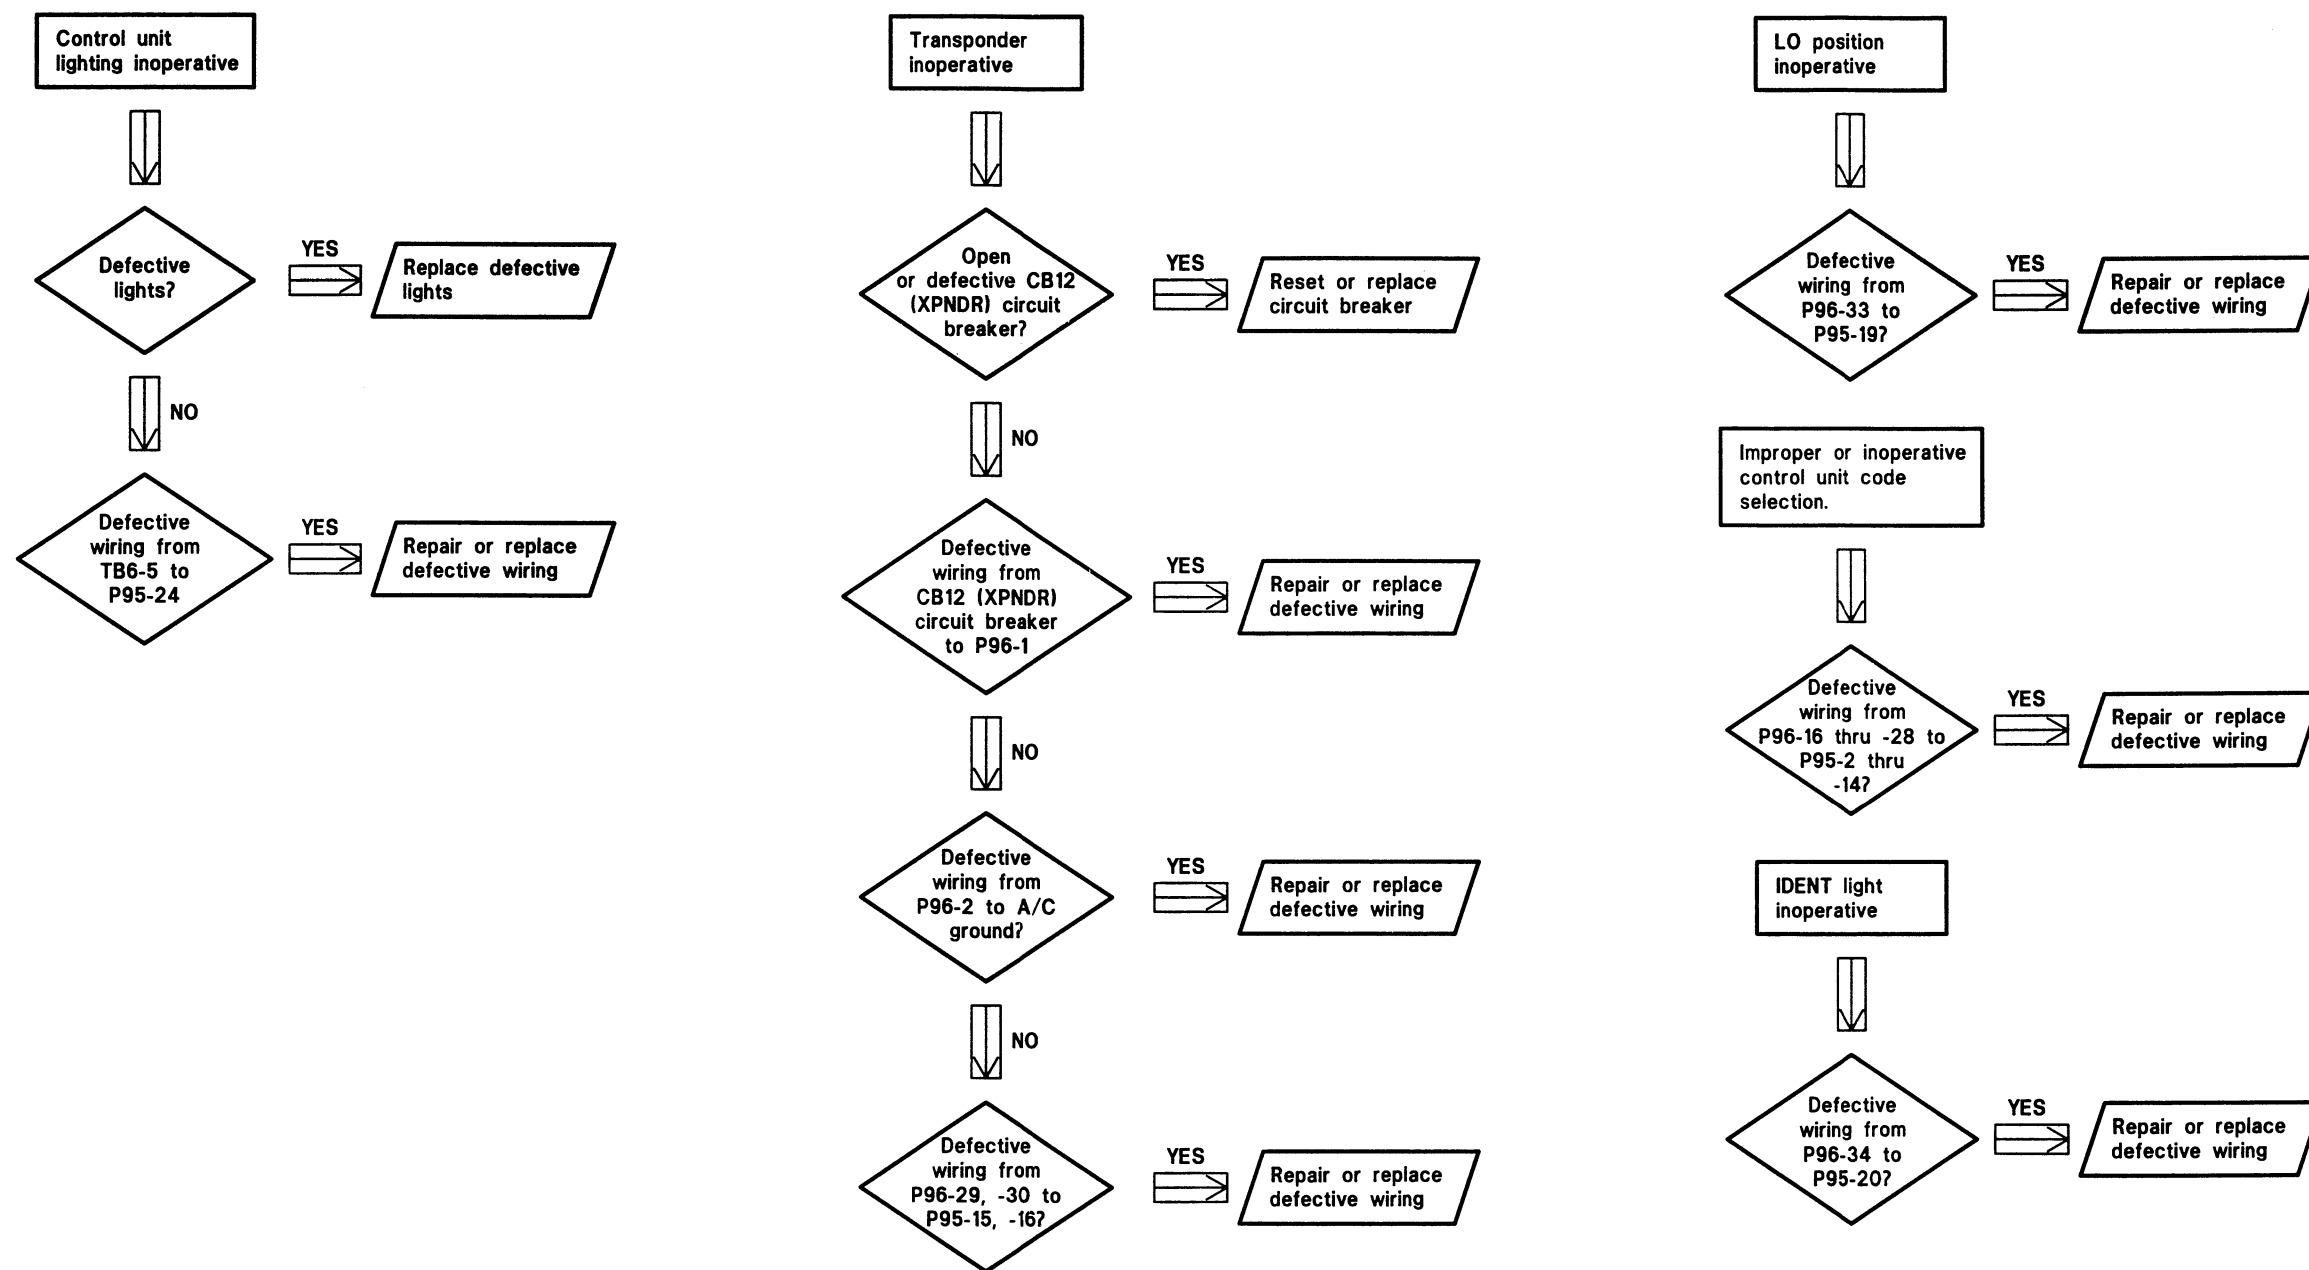 Control unit
lighting inoperative
Defective
lights?
YES
Replace defective
lights
NO
Defective
wiring from
TB6-5 to
P95-24
YES
Repair or replace
defective wiring
Transponder
inoperative
Open
or defective CB12
(XPNDR) circuit
breaker?
YES
Reset or replace
circuit breaker
NO
Defective
wiring from
CB12 (XPNDR)
circuit breaker
to P96-1
YES
Repair or replace
defective wiring
NO
Defective
wiring from
P96-2 to A/C
ground?
YES
Repair or replace
defective wiring
NO
Defective
wiring from
P96-29, -30 to
P95-15, -16?
YES
Repair or replace
defective wiring
LO position
inoperative
Defective
wiring from
P96-33 to
P95-19?
YES
Repair or replace
defective wiring
Improper or inoperative
control unit code
selection.
Defective
wiring from
P96-16 thru -28 to
P95-2 thru
-14?
YES
Repair or replace
defective wiring
IDENT light
inoperative
Defective
wiring from
P96-34 to
P95-20?
YES
Repair or replace
defective wiring